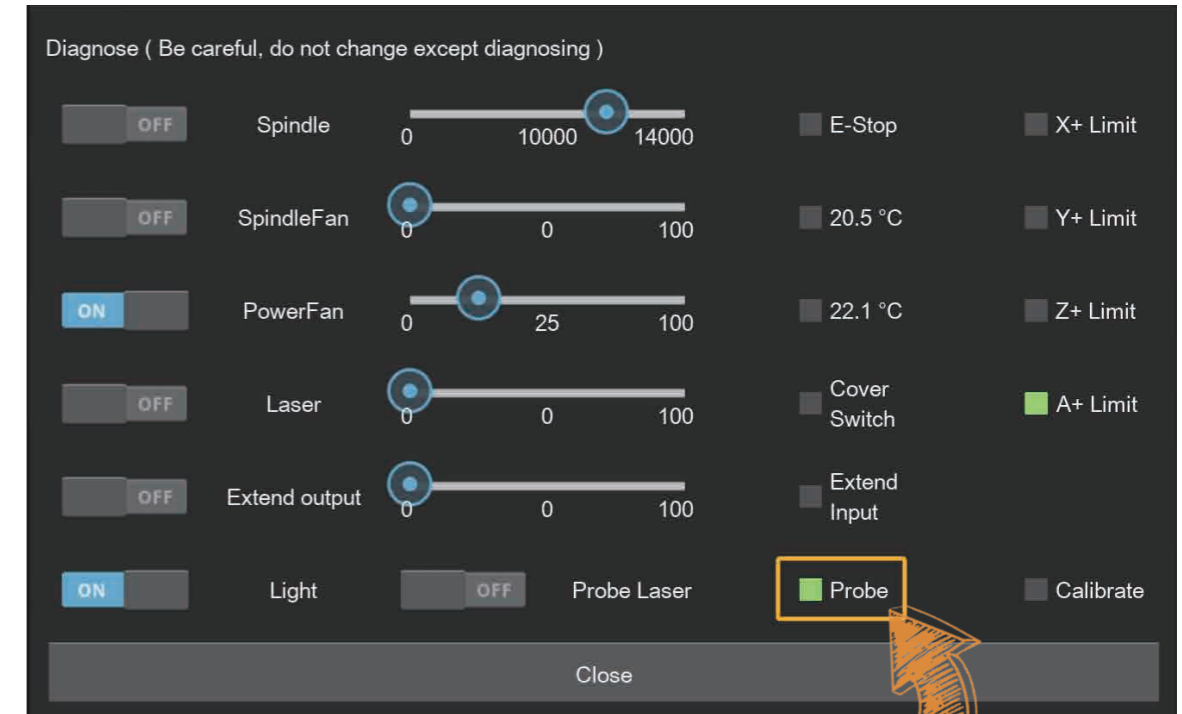 Diagnose ( Be careful, do not change except diagnosing )
OFF Spindle 0 10000 14000 E-Stop X+ Limit
OFF SpindleFan 0 0 100 20.5 °C Y+ Limit
ON PowerFan 0 25 100 22.1 °C Z+ Limit
OFF Laser 0 0 100 Cover
Switch A+ Limit
OFF Extend output 0 0 100 Extend
Input
ON Light OFF Probe Laser Probe Calibrate
Close